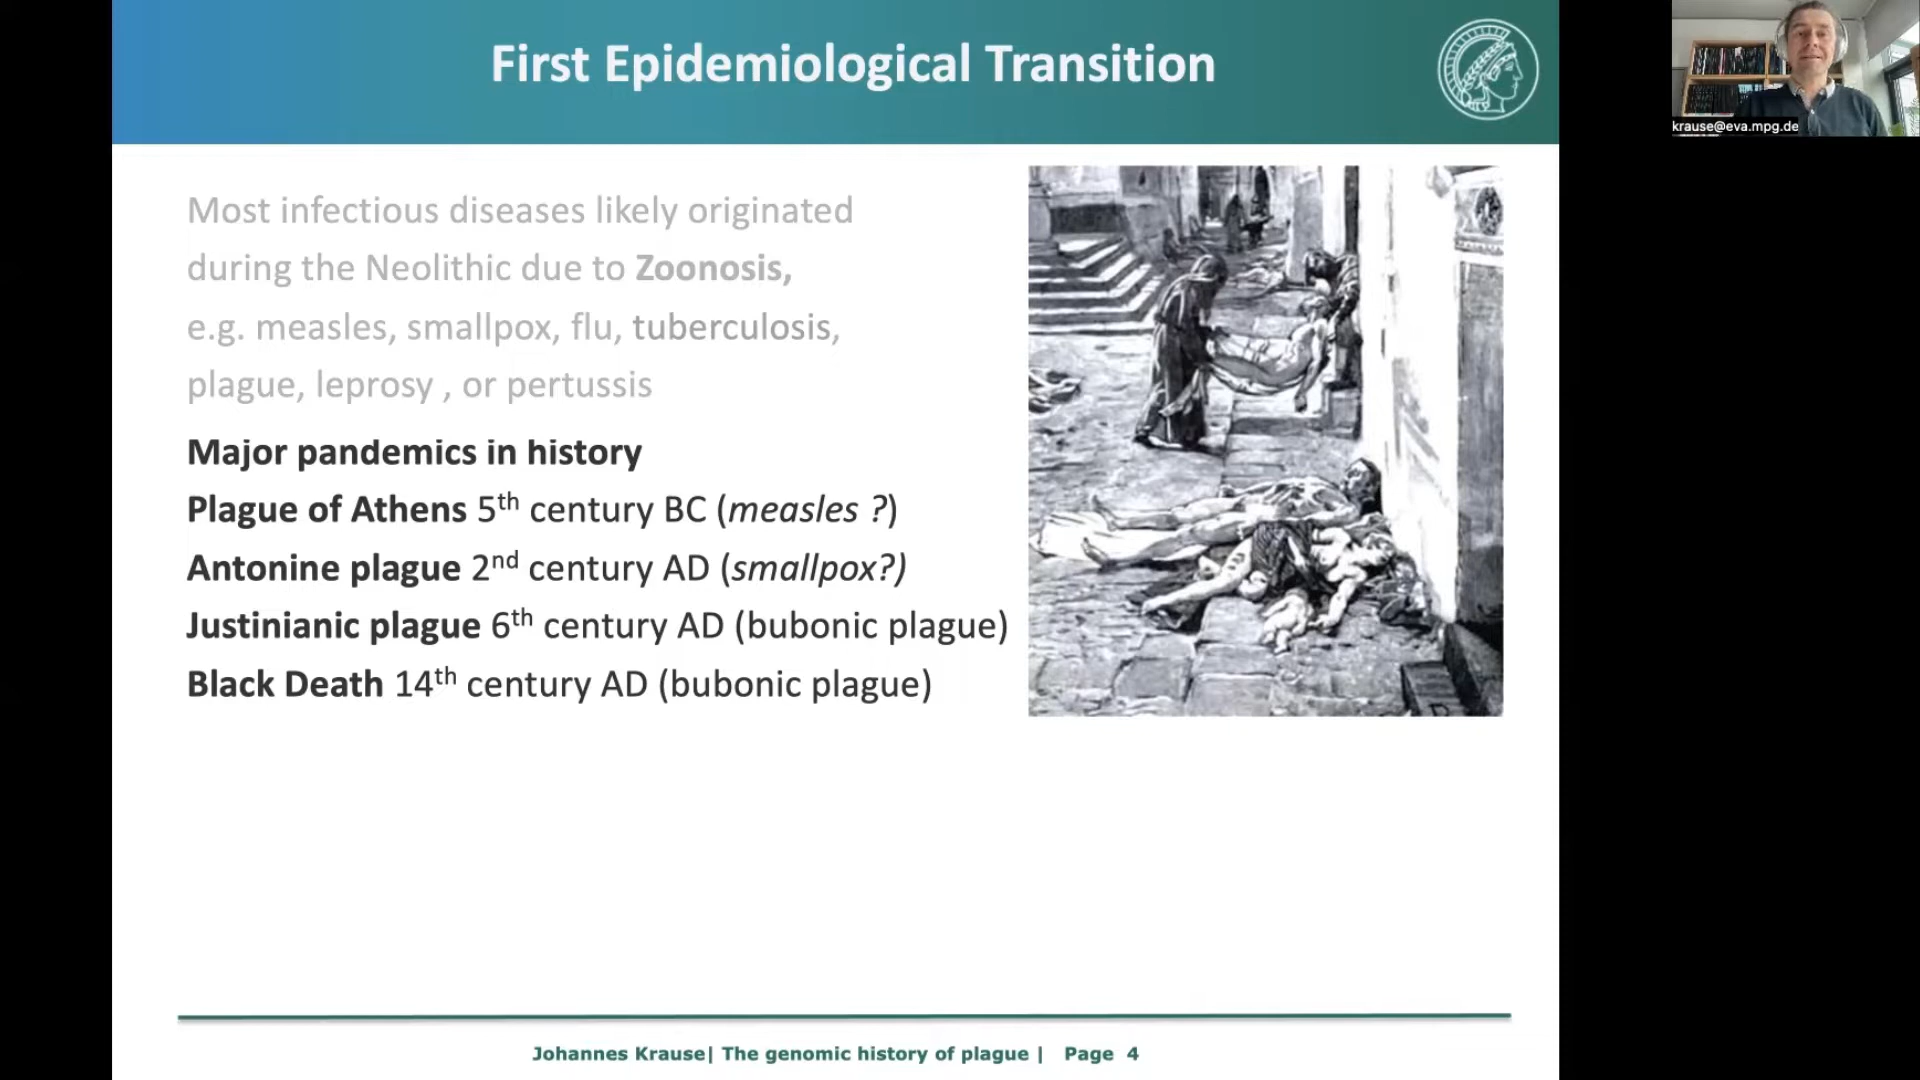 First Epidemiological Transition
krause@eva.mpg.de
Most infectious diseases likely originated
during the Neolithic due to Zoonosis,
e.g. measles, smallpox, flu, tuberculosis,
plague, leprosy , or pertussis
Major pandemics in history
Plague of Athens 5th century BC (measles ?)
Antonine plague 2nd century AD (smallpox?)
Justinianic plague 6th century AD (bubonic plague)
Black Death 14th century AD (bubonic plague)
Johannes Krause| The genomic history of plague | Page 4